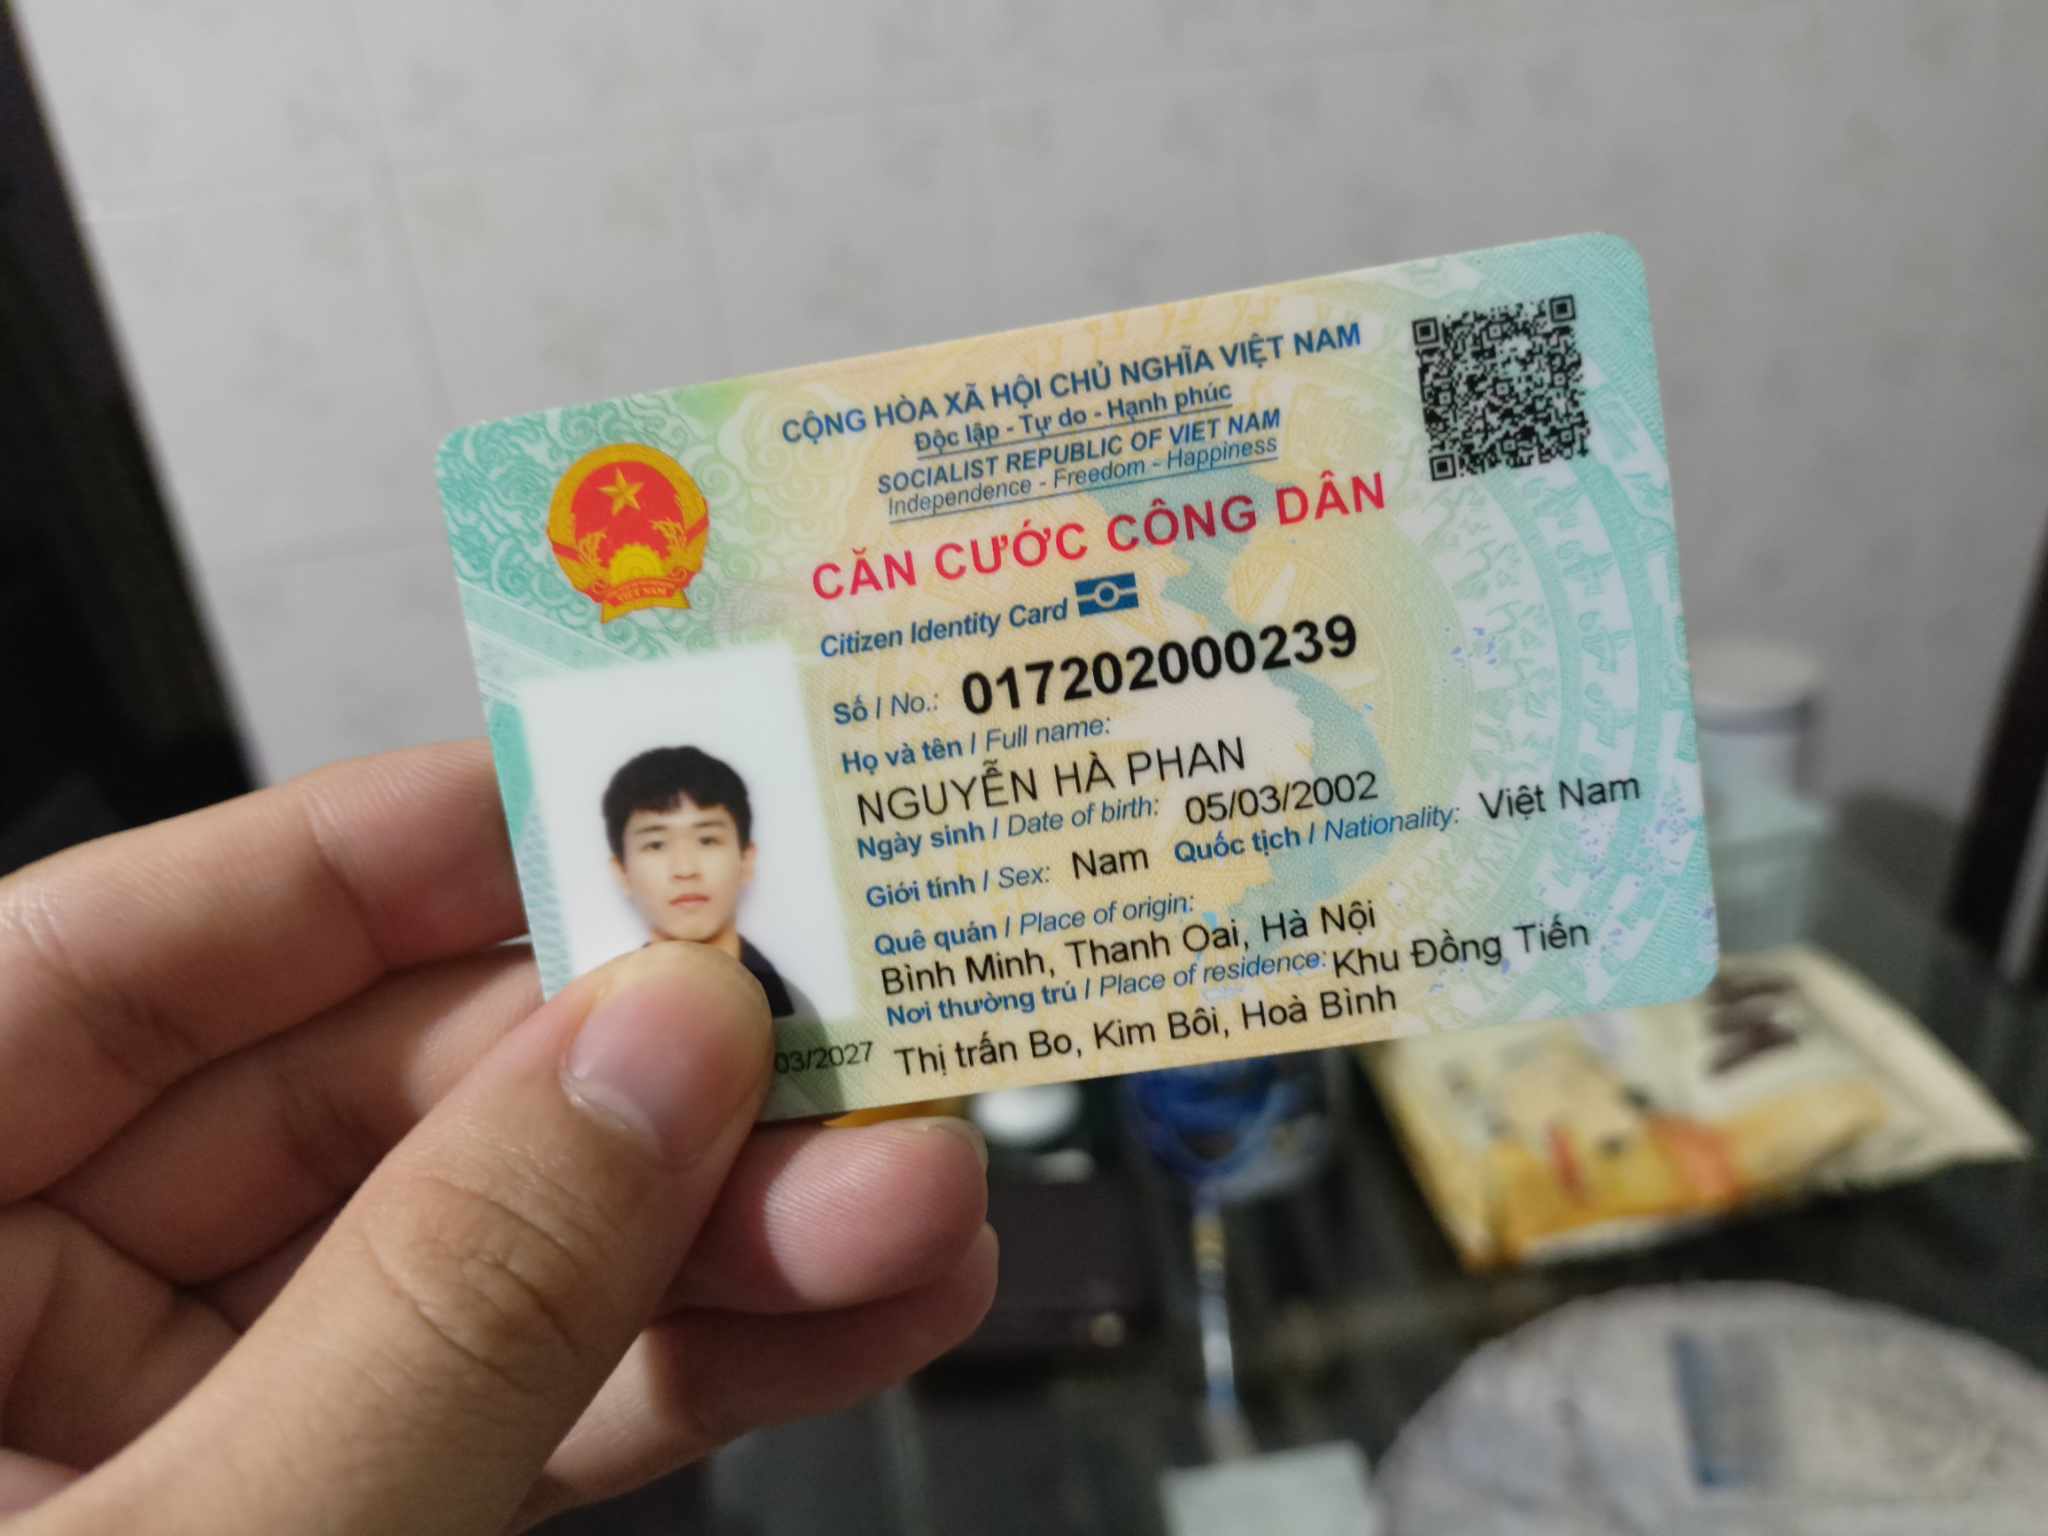 CỘNG HÒA XÃ HỘI CHỦ NGHĨA VIỆT NAM
Độc lập - Tự do - Hạnh phúc
SOCIALIST REPUBLIC OF VIET NAM
Independence - Freedom - Happiness
CĂN CƯỚC CÔNG DÂN
Citizen Identity Card
Số / No.: 017202000239
Họ và tên / Full name:
NGUYỄN HÀ PHAN
Ngày sinh / Date of birth: 05/03/2002
Giới tính / Sex: Nam Quốc tịch / Nationality: Việt Nam
Quê quán / Place of origin:
Bình Minh, Thanh Oai, Hà Nội
Nơi thường trú / Place of residence: Khu Đồng Tiến
Thị trấn Bo, Kim Bôi, Hoà Bình
03/2027
VIỆT NAM